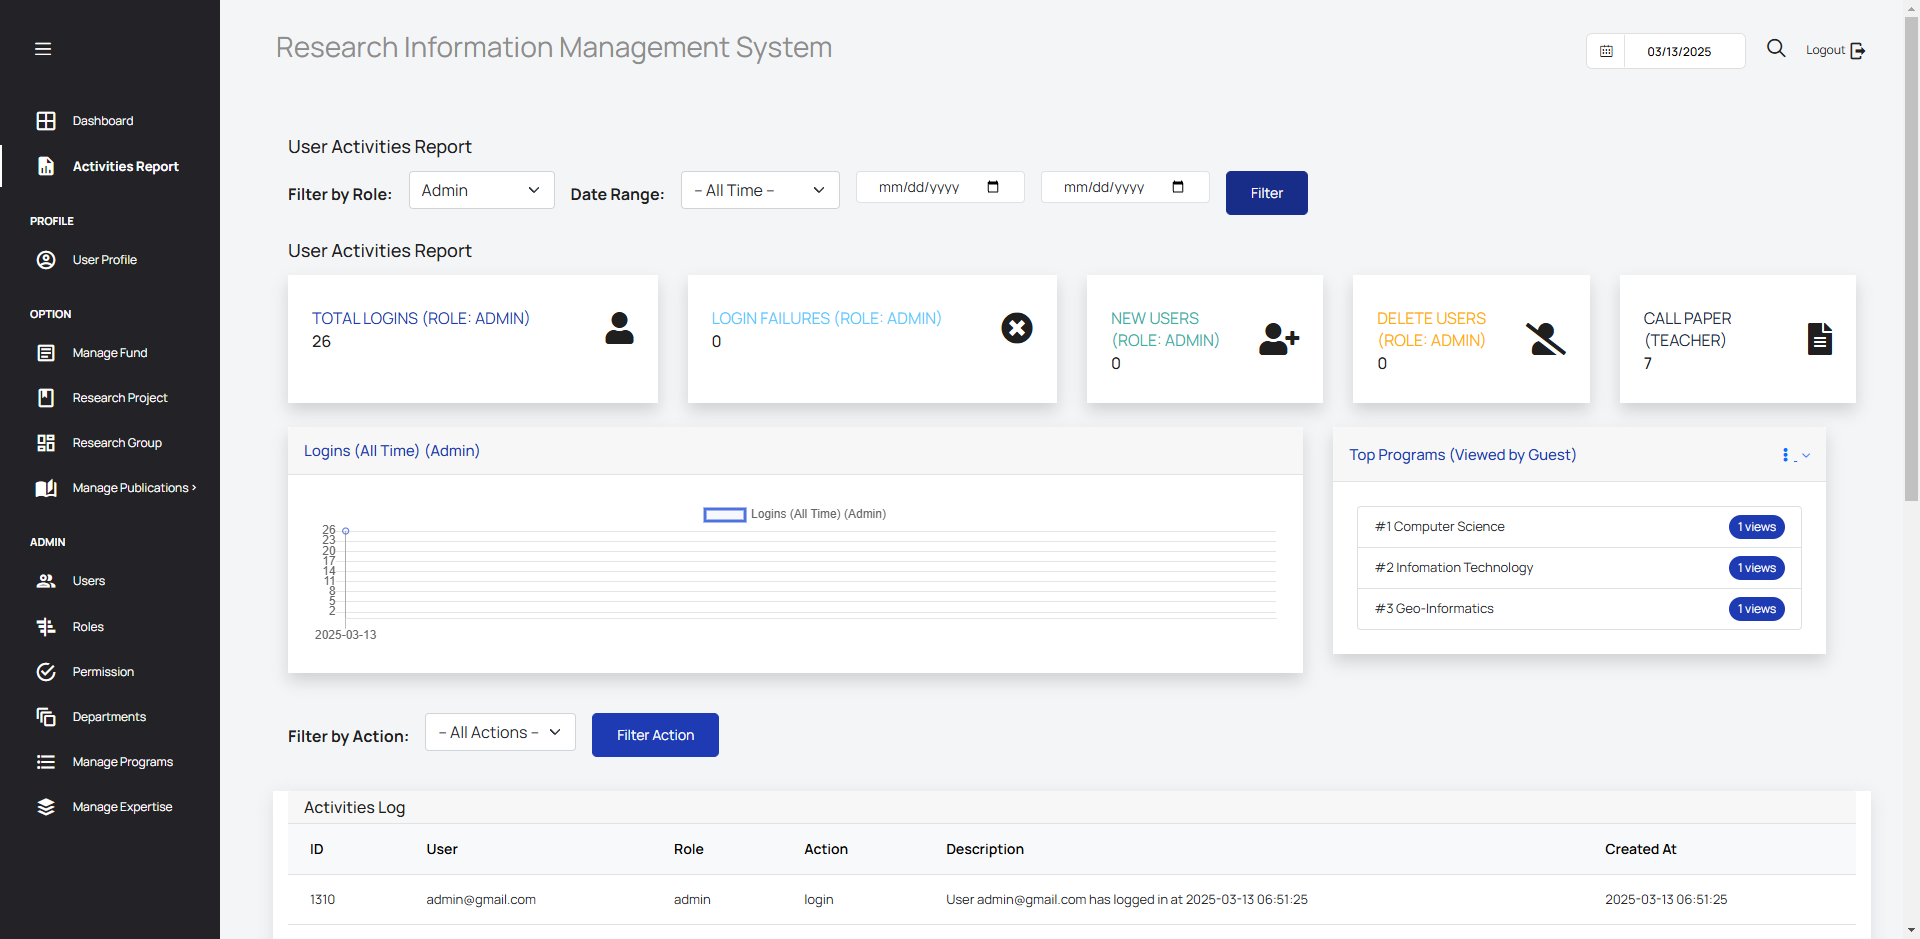 Research Information Management System
03/13/2025
Logout
Dashboard
Activities Report
PROFILE
User Profile
OPTION
Manage Fund
Research Project
Research Group
Manage Publications >
ADMIN
Users
Roles
Permission
Departments
Manage Programs
Manage Expertise
User Activities Report
Filter by Role: Admin Date Range: -- All Time -- mm/dd/yyyy mm/dd/yyyy Filter
User Activities Report
TOTAL LOGINS (ROLE: ADMIN)
26
LOGIN FAILURES (ROLE: ADMIN)
0
NEW USERS
(ROLE: ADMIN)
0
DELETE USERS
(ROLE: ADMIN)
0
CALL PAPER
(TEACHER)
7
Logins (All Time) (Admin)
Logins (All Time) (Admin)
26
23
20
17
14
11
8
5
2
2025-03-13
Top Programs (Viewed by Guest)
#1 Computer Science 1 views
#2 Infomation Technology 1 views
#3 Geo-Informatics 1 views
Filter by Action: -- All Actions -- Filter Action
Activities Log
ID User Role Action Description Created At
1310 admin@gmail.com admin login User admin@gmail.com has logged in at 2025-03-13 06:51:25 2025-03-13 06:51:25